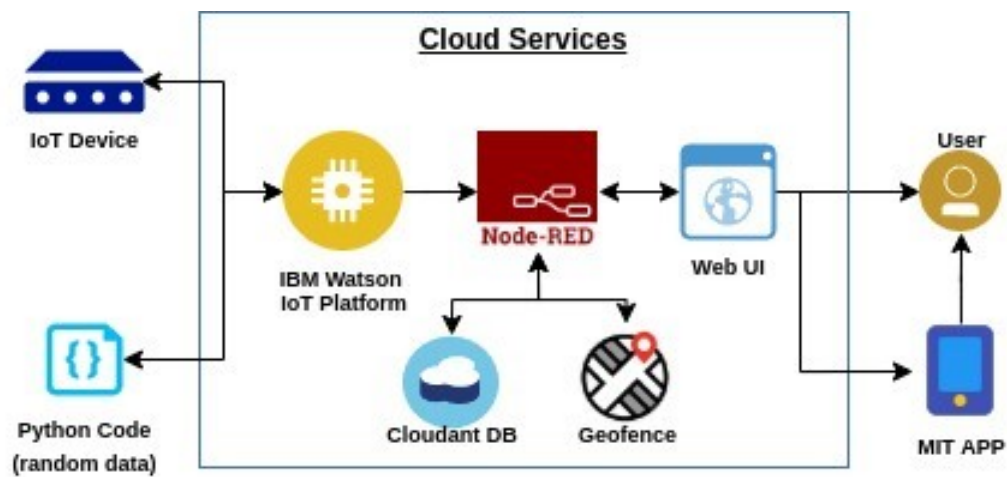 Cloud Services
IoT Device
User
Node-RED
Web UI
IBM Watson
IoT Platform
{ }
Python Code
(random data)
Cloudant DB
Geofence
MIT APP